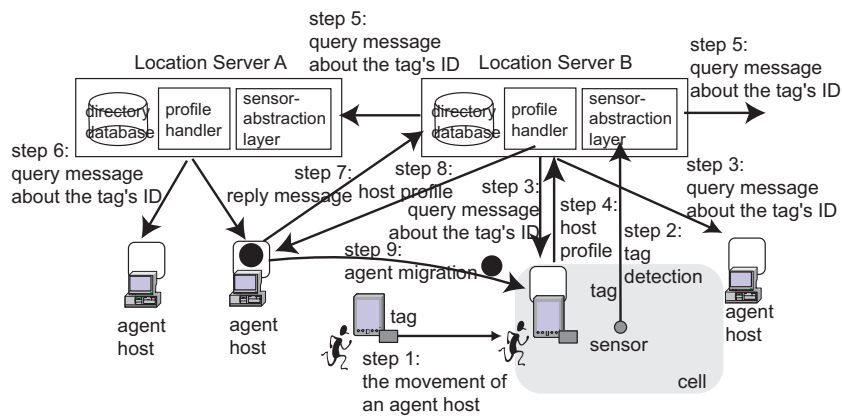 step 5:
query message
about the tag's ID
Location Server A
Location Server B
step 5:
query message
about the tag's ID
directory
database
profile
handler
sensor-
abstraction
layer
directory
database
profile
handler
sensor-
abstraction
layer
step 6:
query message
about the tag's ID
step 7:
reply message
step 8:
host profile
step 3:
query message
about the tag's ID
step 4:
host
profile
step 2:
tag
detection
step 3:
query message
about the tag's ID
step 9:
agent migration
agent
host
agent
host
tag
tag
sensor
agent
host
step 1:
the movement of
an agent host
cell